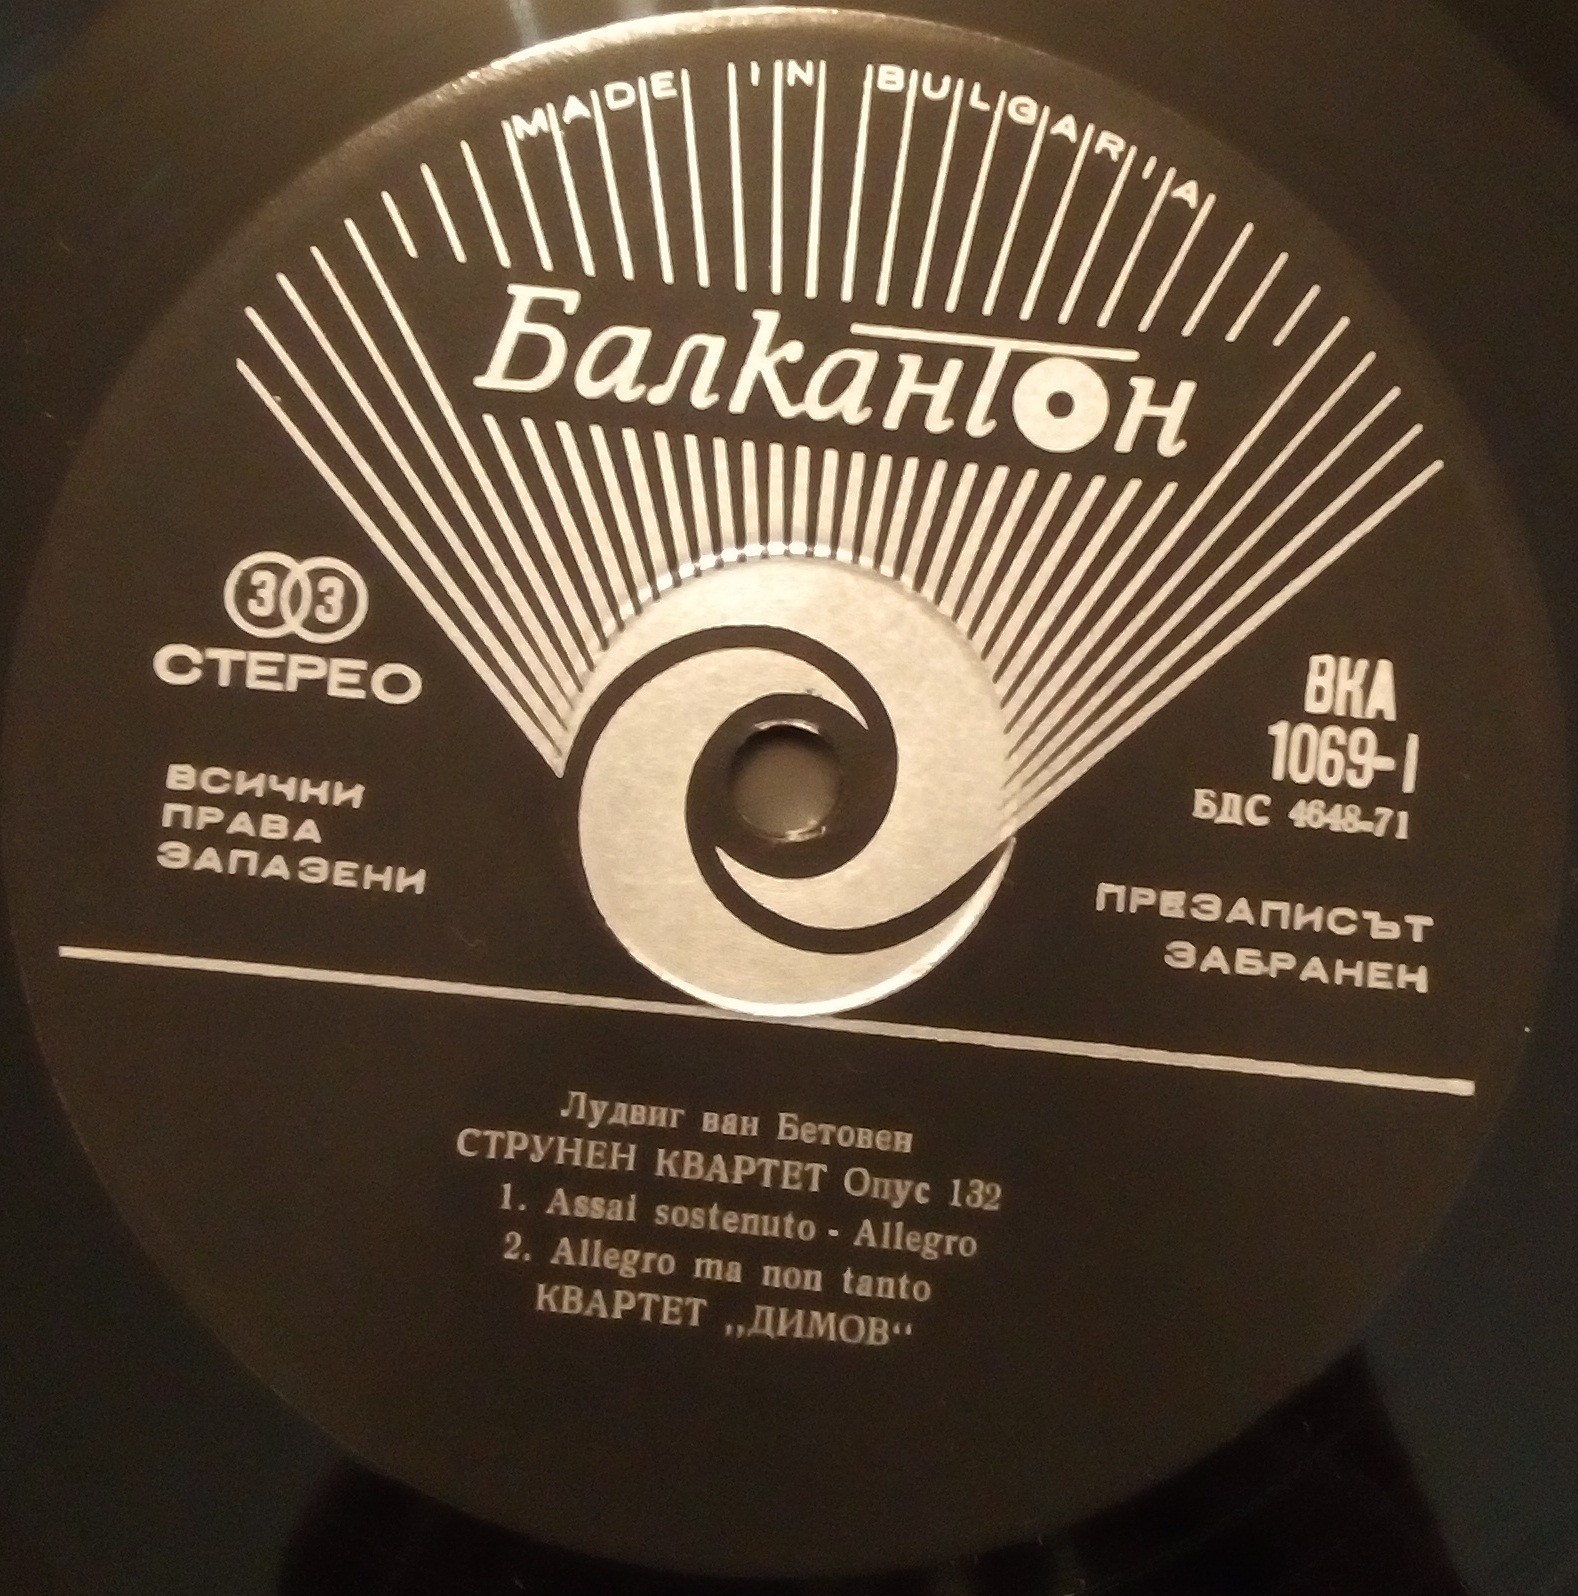 MADE IN BULGARIA
Балкантон
33
СТЕРЕО
ВСИЧНИ
ПРАВА
ЗАПАЗЕНИ
ВКА
1069-I
БДС 4648-71
ПРЕЗАПИСЪТ
ЗАБРАНЕН
Лудвиг ван Бетовен
СТРУНЕН КВАРТЕТ Опус 132
1. Assai sostenuto - Allegro
2. Allegro ma non tanto
КВАРТЕТ „ДИМОВ“